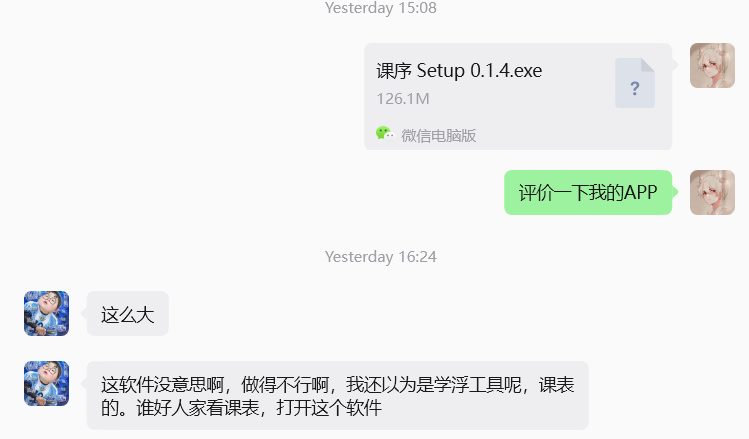 Yesterday 15:08
课序 Setup 0.1.4.exe
126.1M
?
微信电脑版
评价一下我的APP
Yesterday 16:24
这么大
这软件没意思啊，做得不行啊，我还以为是学浮工具呢，课表
的。谁好人家看课表，打开这个软件